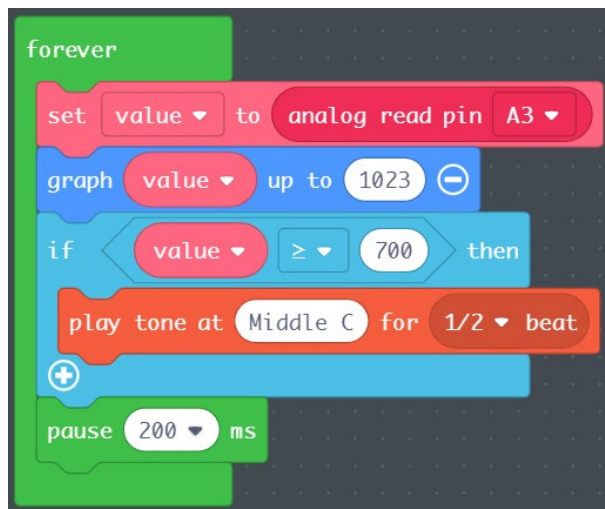 forever
set value to analog read pin A3
graph value up to 1023
if value ≥ 700 then
play tone at Middle C for 1/2 beat
pause 200 ms